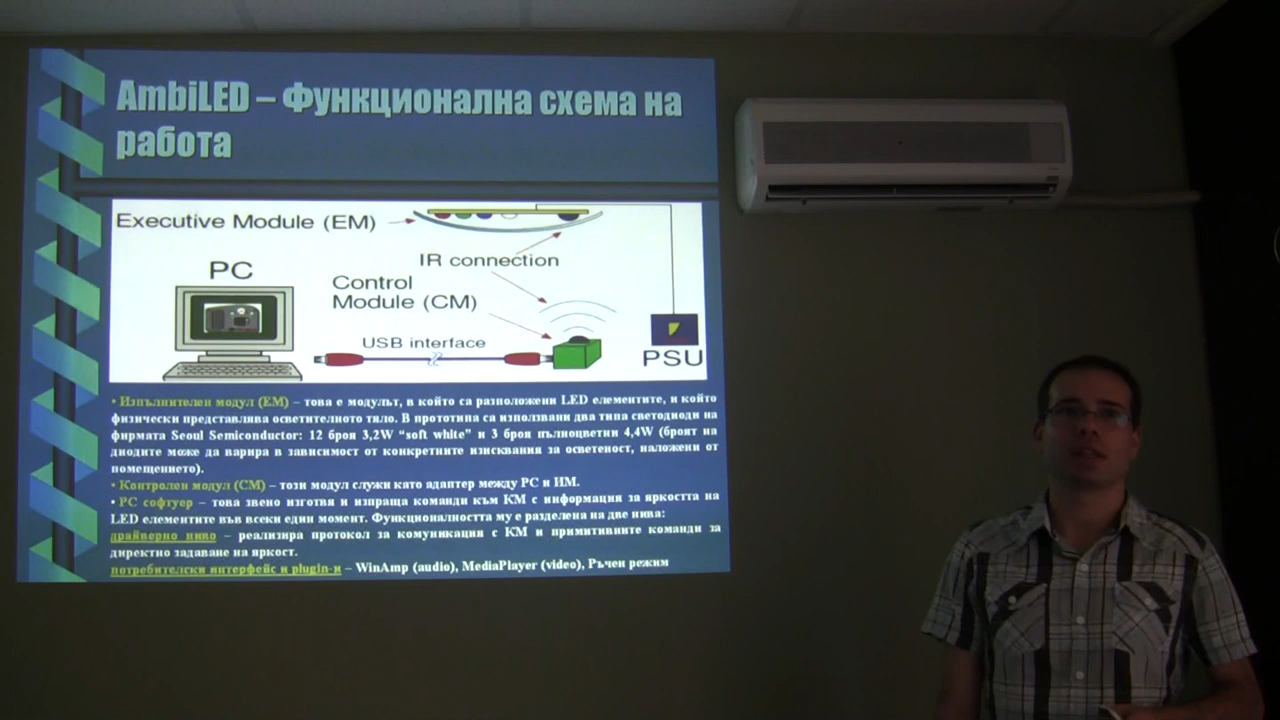 AmbiLED – Функционална схема на
работа
Executive Module (EM)
IR connection
PC
Control
Module (CM)
USB interface
PSU
• Изпълнителен модул (ЕМ) – това е модулът, в който са разположени LED елементите, и който
физически представлява осветителното тяло. В прототипа са използвани два типа светодиоди на
фирмата Seoul Semiconductor: 12 броя 3,2W “soft white” и 3 броя пълноцветни 4,4W (броят на
диодите може да варира в зависимост от конкретните изисквания за осветеност, наложени от
помещението).
• Контролен модул (СМ) – този модул служи като адаптер между PC и ИМ.
• PC софтуер – това звено изготвя и изпраща команди към КМ с информация за яркостта на
LED елементите във всеки един момент. Функционалността му е разделена на две нива:
драйверно ниво – реализира протокол за комуникация с КМ и примитивните команди за
директно задаване на яркост.
потребителски интерфейс и plugin-и – WinAmp (audio), MediaPlayer (video), Ръчен режим